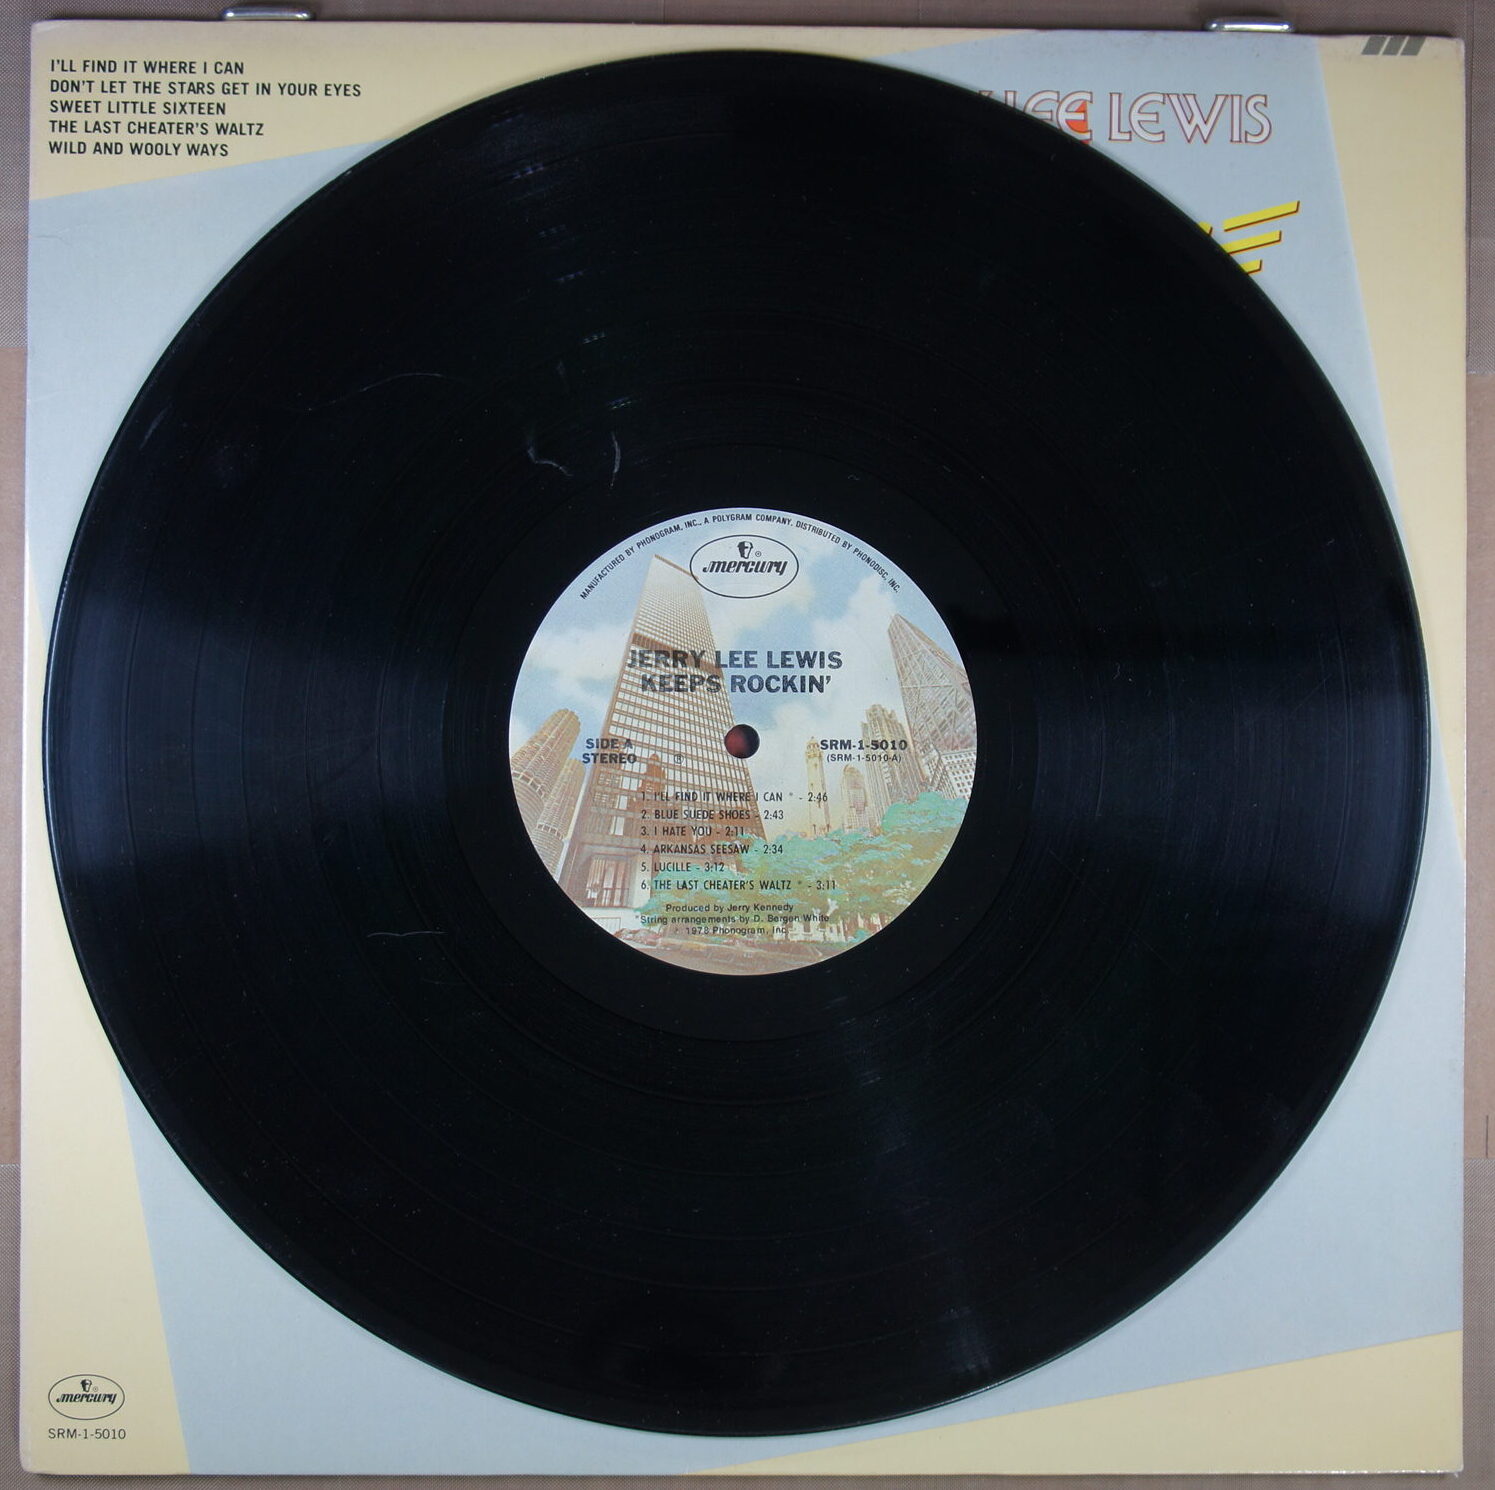 I'LL FIND IT WHERE I CAN
DON'T LET THE STARS GET IN YOUR EYES
SWEET LITTLE SIXTEEN
THE LAST CHEATER'S WALTZ
WILD AND WOOLY WAYS
LEE LEWIS
MANUFACTURED BY PHONOGRAM, INC., A POLYGRAM COMPANY. DISTRIBUTED BY PHONODISC, INC.
mercury ®
JERRY LEE LEWIS
KEEPS ROCKIN'
SIDE A
STEREO
®
SRM-1-5010
(SRM-1-5010-A)
1. I'LL FIND IT WHERE I CAN * - 2:46
2. BLUE SUEDE SHOES - 2:43
3. I HATE YOU - 2:11
4. ARKANSAS SEESAW - 2:34
5. LUCILLE - 3:12
6. THE LAST CHEATER'S WALTZ * - 3:11
Produced by Jerry Kennedy
*String arrangements by D. Bergen White
℗ 1978 Phonogram, Inc.
mercury ®
SRM-1-5010